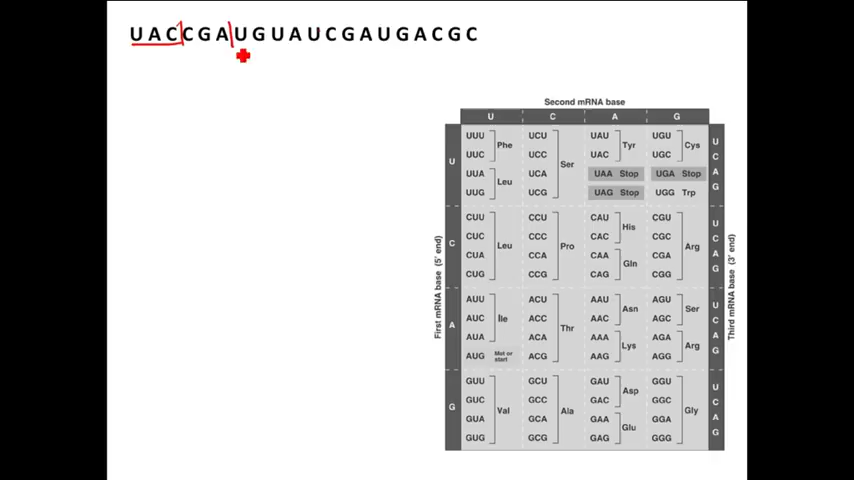 UACCGAUGUAUCGAUGACGC
Second mRNA base
U C A G
UUU UCU UAU UGU U
Phe Tyr Cys
UUC UCC UAC UGC C
U Ser
UUA UCA UAA Stop UGA Stop A
Leu
UUG UCG UAG Stop UGG Trp G
CUU CCU CAU CGU U
His
CUC CCC CAC CGC C
C Leu Pro Arg
CUA CCA CAA CGA A
Gln
CUG CCG CAG CGG G
First mRNA base (5' end)
Third mRNA base (3' end)
AUU ACU AAU AGU U
Asn Ser
AUC Ile ACC AAC AGC C
A Thr
AUA ACA AAA AGA A
Lys Arg
AUG Met or start ACG AAG AGG G
GUU GCU GAU GGU U
Asp
GUC GCC GAC GGC C
G Val Ala Gly
GUA GCA GAA GGA A
Glu
GUG GCG GAG GGG G